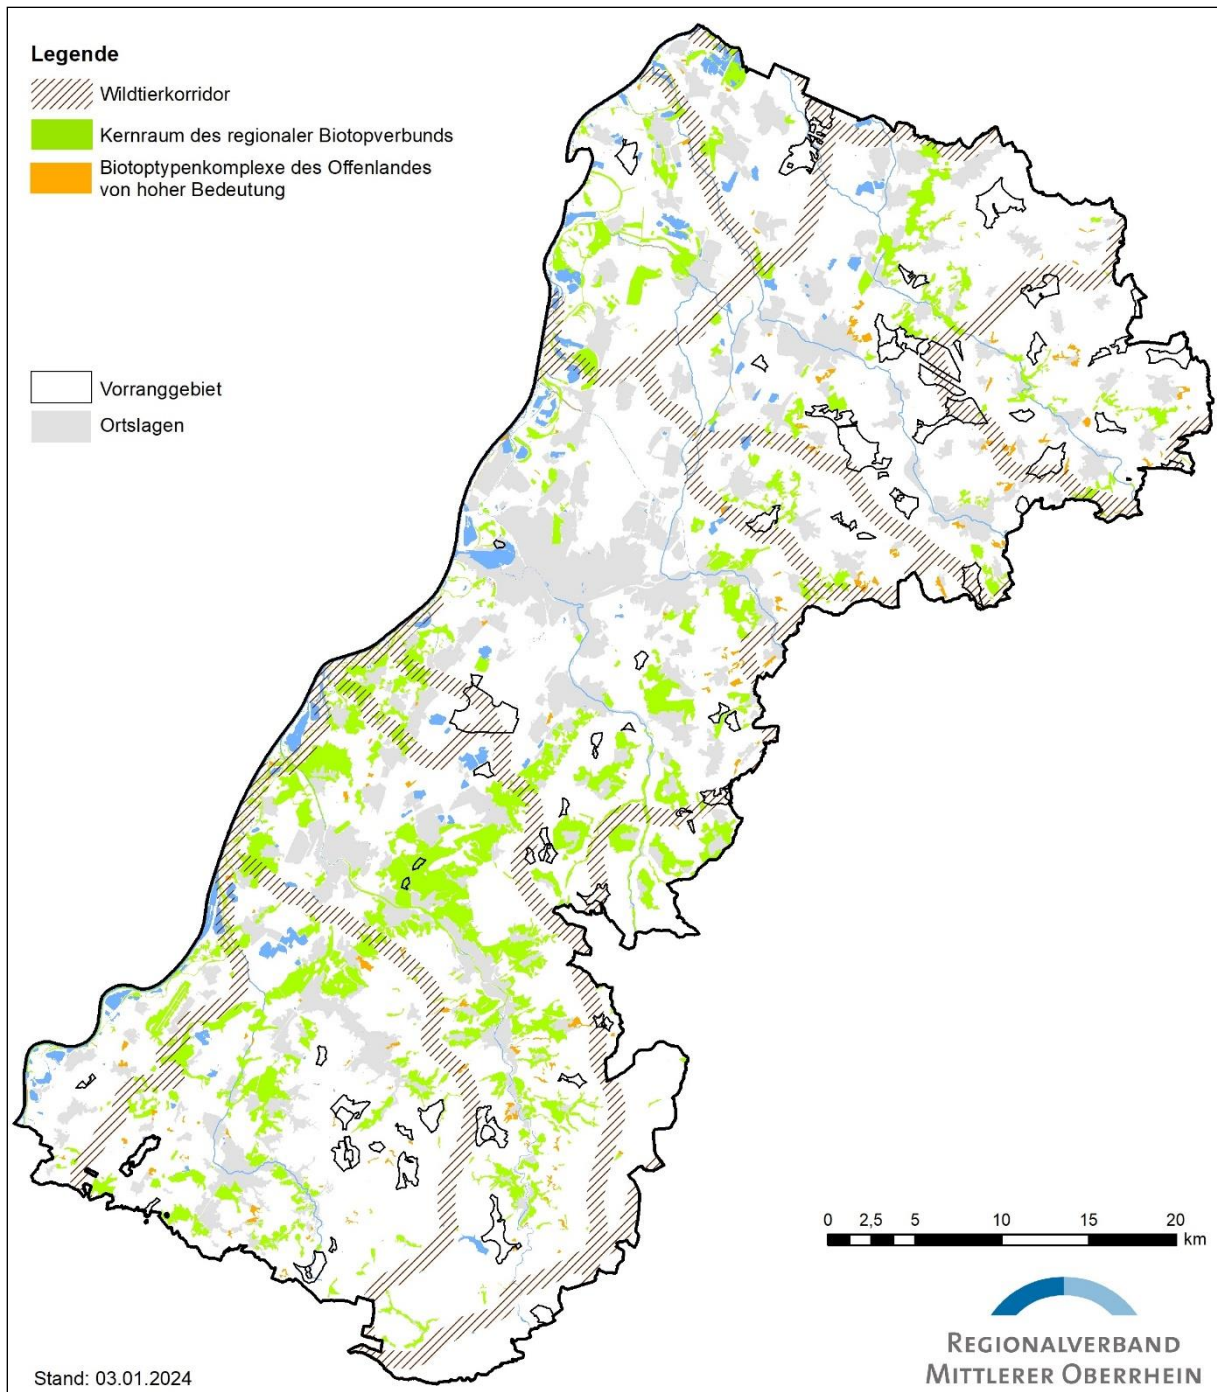 Legende
Wildtierkorridor
Kernraum des regionaler Biotopverbunds
Biotoptypenkomplexe des Offenlandes
von hoher Bedeutung
Vorranggebiet
Ortslagen
0 2,5 5 10 15 20
km
REGIONALVERBAND
MITTLERER OBERRHEIN
Stand: 03.01.2024